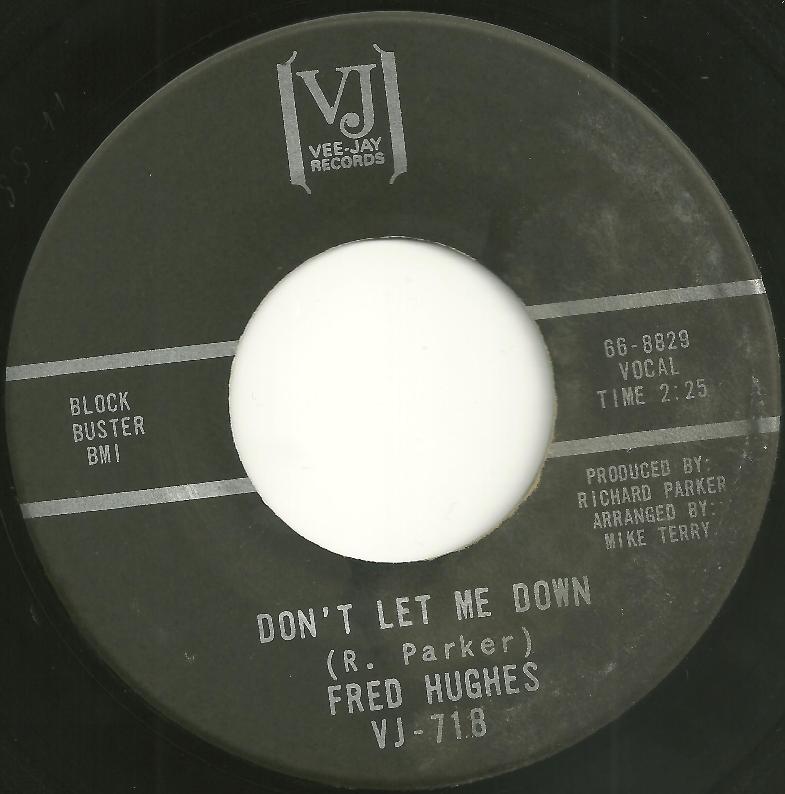 VJ
VEE-JAY
RECORDS
BLOCK
BUSTER
BMI
66-8829
VOCAL
TIME 2:25
PRODUCED BY:
RICHARD PARKER
ARRANGED BY:
MIKE TERRY
DON'T LET ME DOWN
(R. Parker)
FRED HUGHES
VJ-718